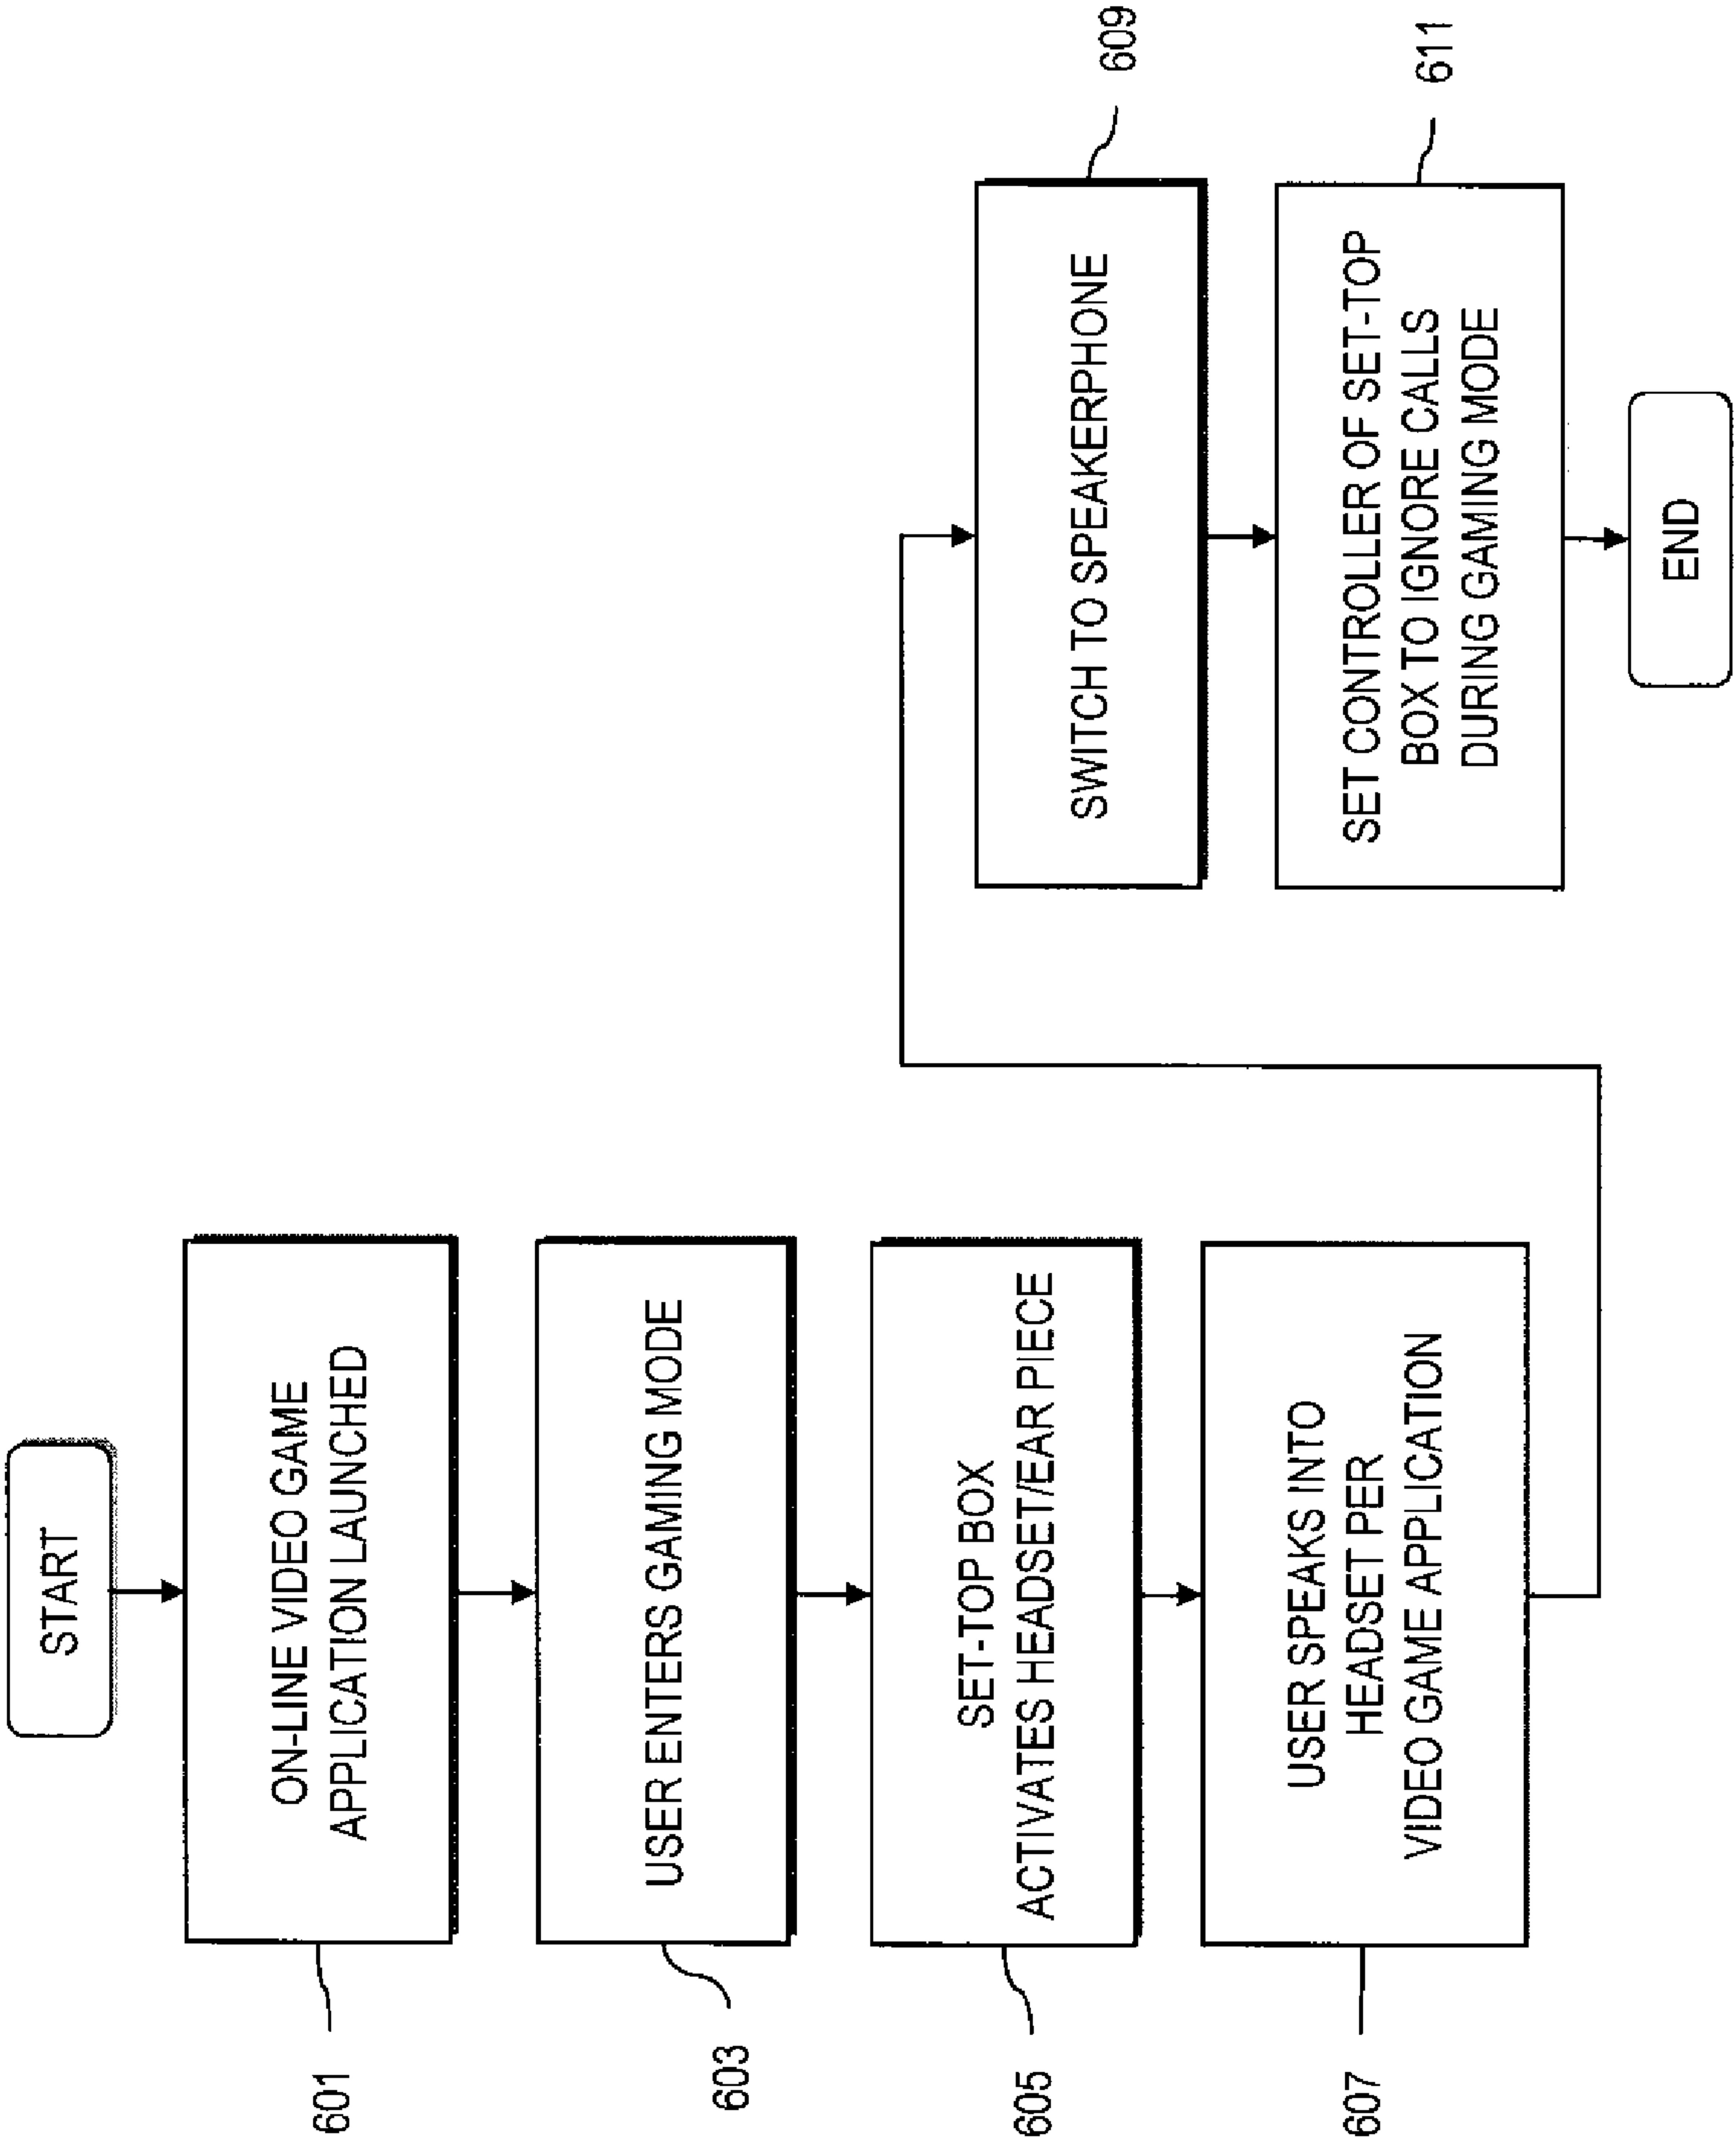 START
ON-LINE VIDEO GAME
APPLICATION LAUNCHED
601
USER ENTERS GAMING MODE
603
SET-TOP BOX
ACTIVATES HEADSET/EAR PIECE
605
USER SPEAKS INTO
HEADSET PER
VIDEO GAME APPLICATION
607
SWITCH TO SPEAKERPHONE
609
SET CONTROLLER OF SET-TOP
BOX TO IGNORE CALLS
DURING GAMING MODE
611
END